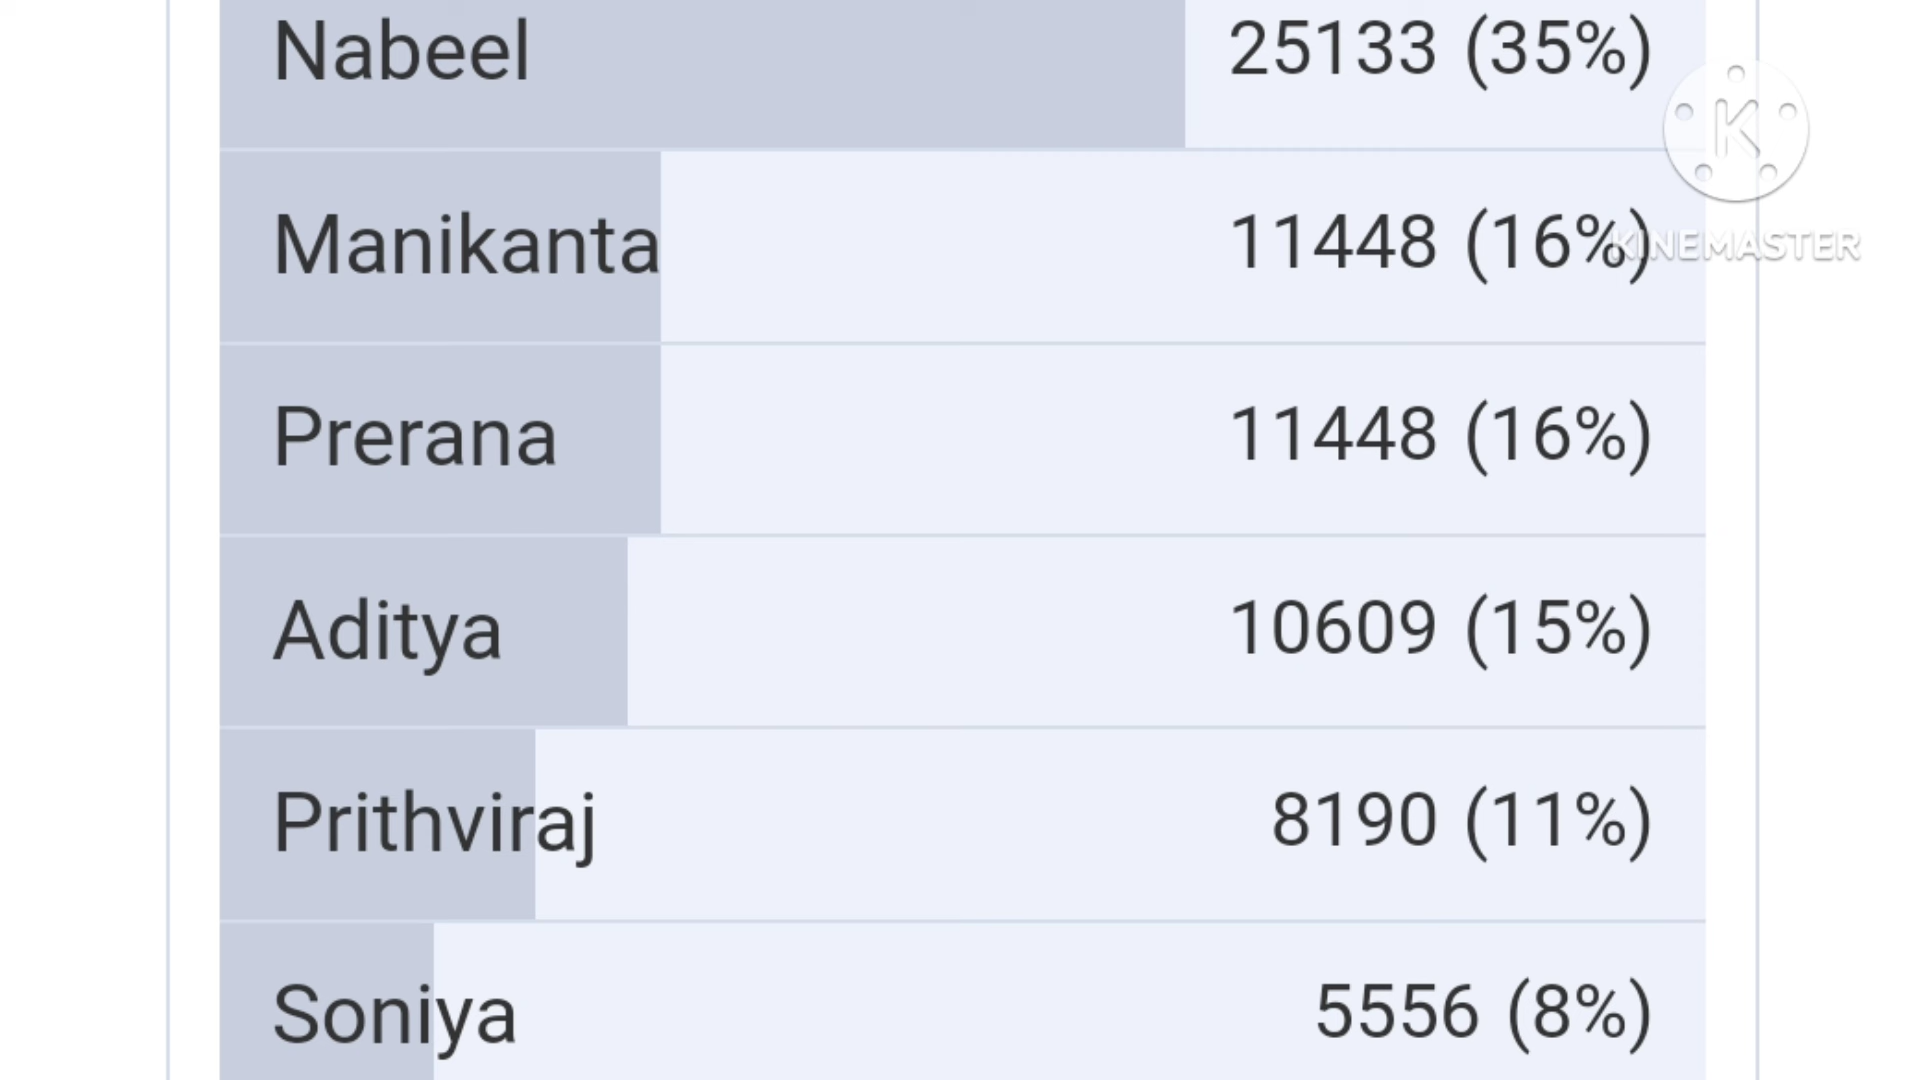 Nabeel 25133 (35%)
Manikanta 11448 (16%)
KINEMASTER
Prerana 11448 (16%)
Aditya 10609 (15%)
Prithviraj 8190 (11%)
Soniya 5556 (8%)